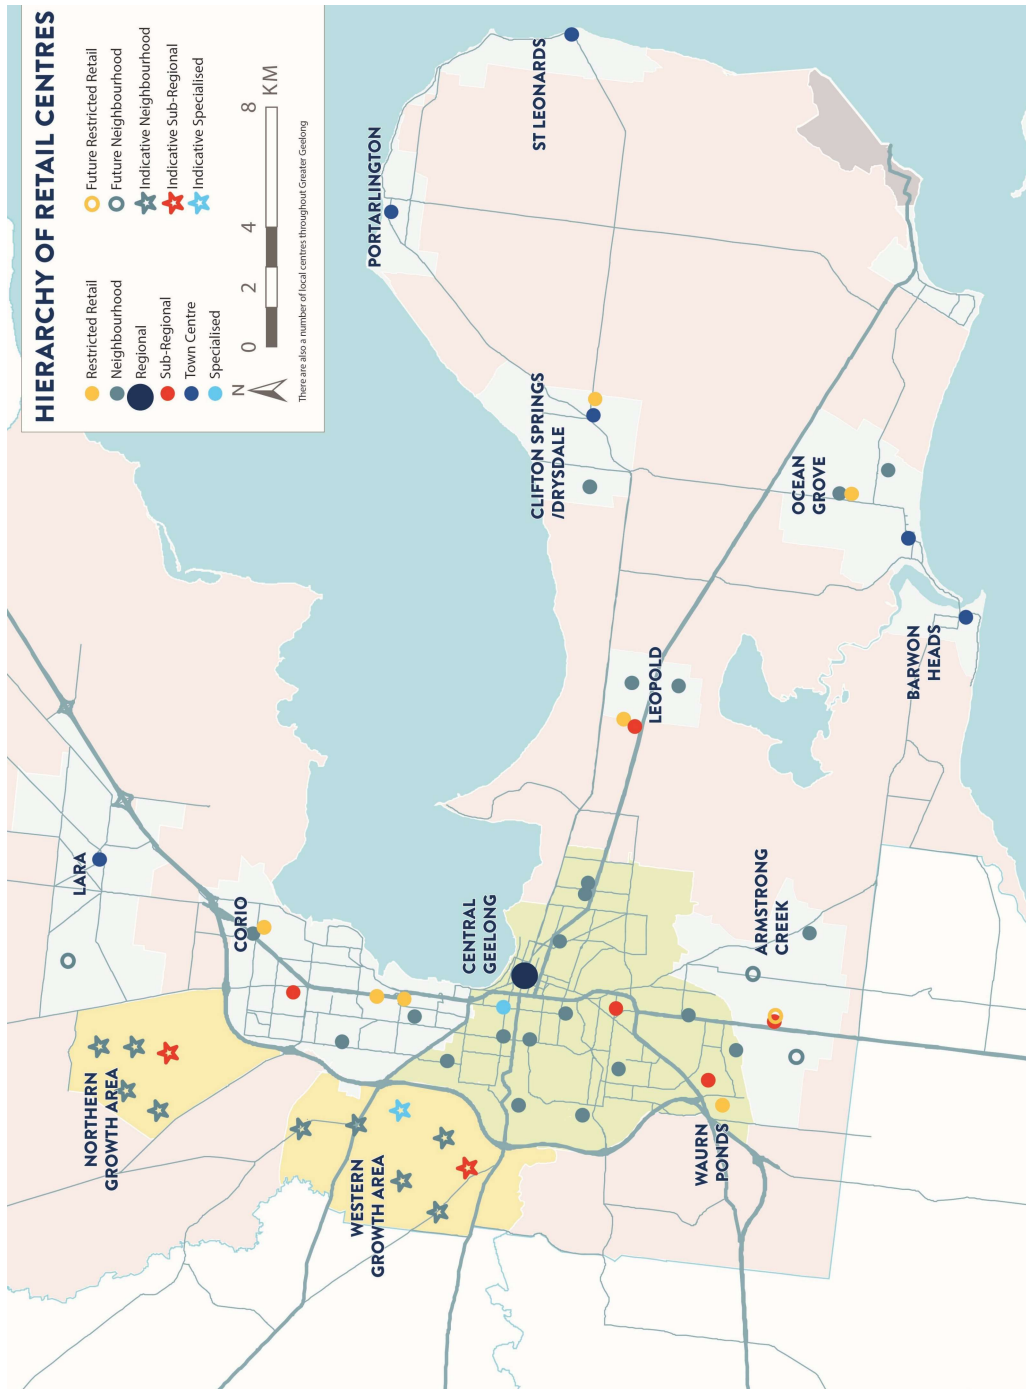 HIERARCHY OF RETAIL CENTRES
Restricted Retail
Neighbourhood
Regional
Sub-Regional
Town Centre
Specialised
Future Restricted Retail
Future Neighbourhood
Indicative Neighbourhood
Indicative Sub-Regional
Indicative Specialised
N
0 2 4 8
KM
There are also a number of local centres throughout Greater Geelong
LARA
NORTHERN
GROWTH AREA
CORIO
WESTERN
GROWTH AREA
CENTRAL
GEELONG
PORTARLINGTON
ST LEONARDS
CLIFTON SPRINGS
/DRYSDALE
LEOPOLD
OCEAN
GROVE
BARWON
HEADS
ARMSTRONG
CREEK
WAURN
PONDS